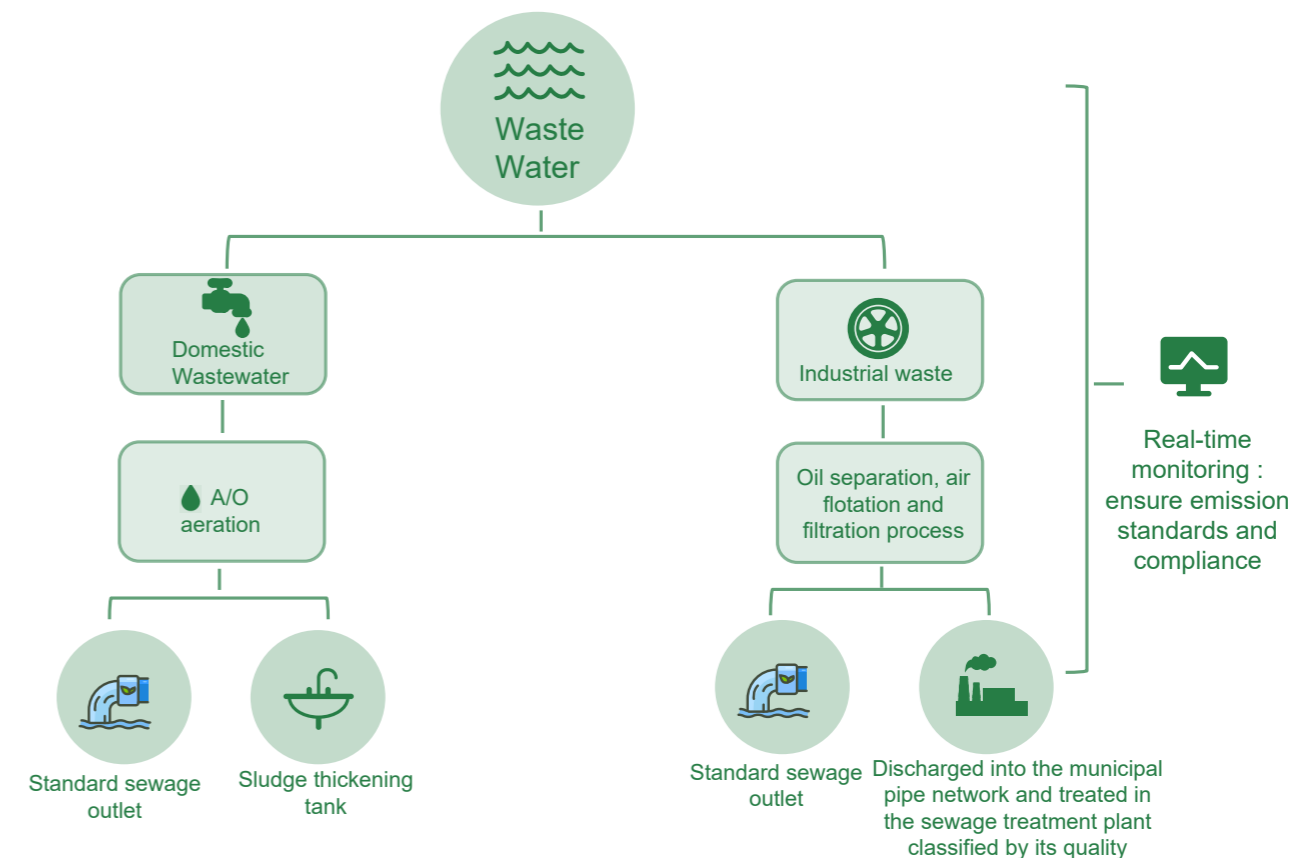 Waste
Water
Domestic
Wastewater
Industrial waste
A/O
aeration
Oil separation, air
flotation and
filtration process
Real-time
monitoring :
ensure emission
standards and
compliance
Standard sewage
outlet
Sludge thickening
tank
Standard sewage
outlet
Discharged into the municipal
pipe network and treated in
the sewage treatment plant
classified by its quality